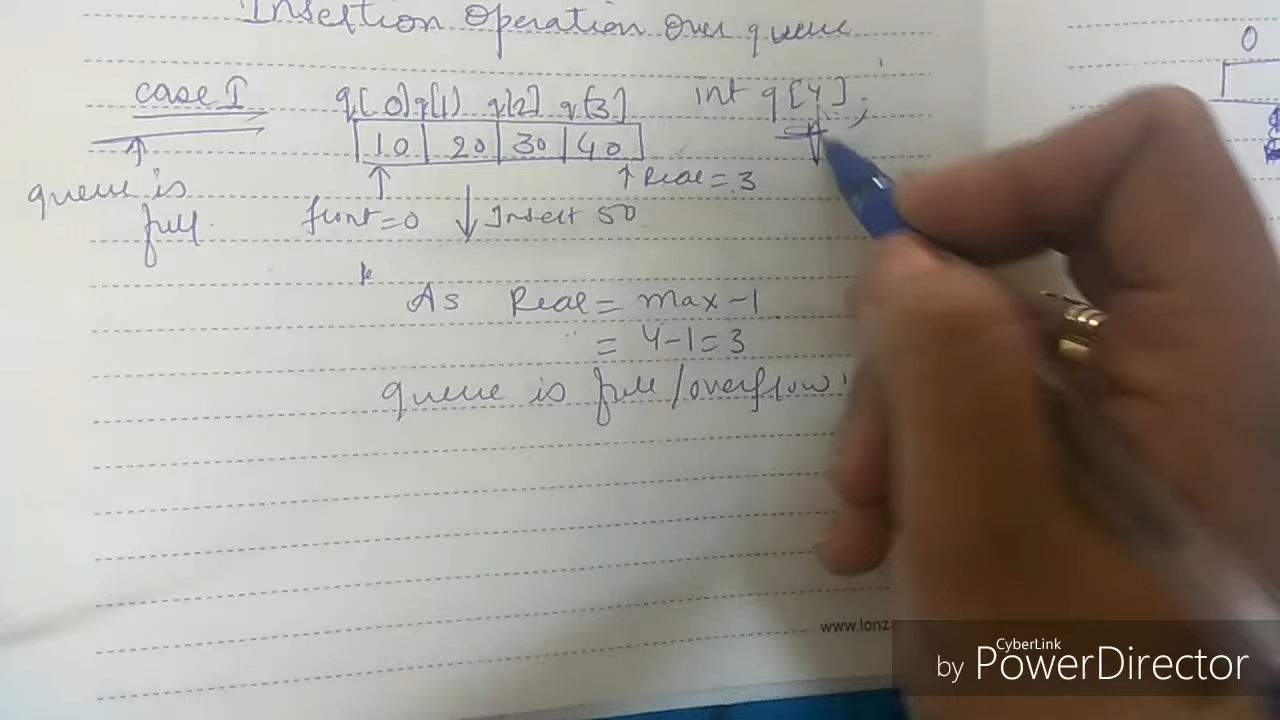 Insertion Operation Over queue
case I q[0] q[1] q[2] q[3] int q[4];
10 20 30 40
queue is full.
front=0 Rear=3
Insert 50
As Rear = max-1
= 4-1=3
queue is full/overflow
0
www.lonz
CyberLink
by PowerDirector